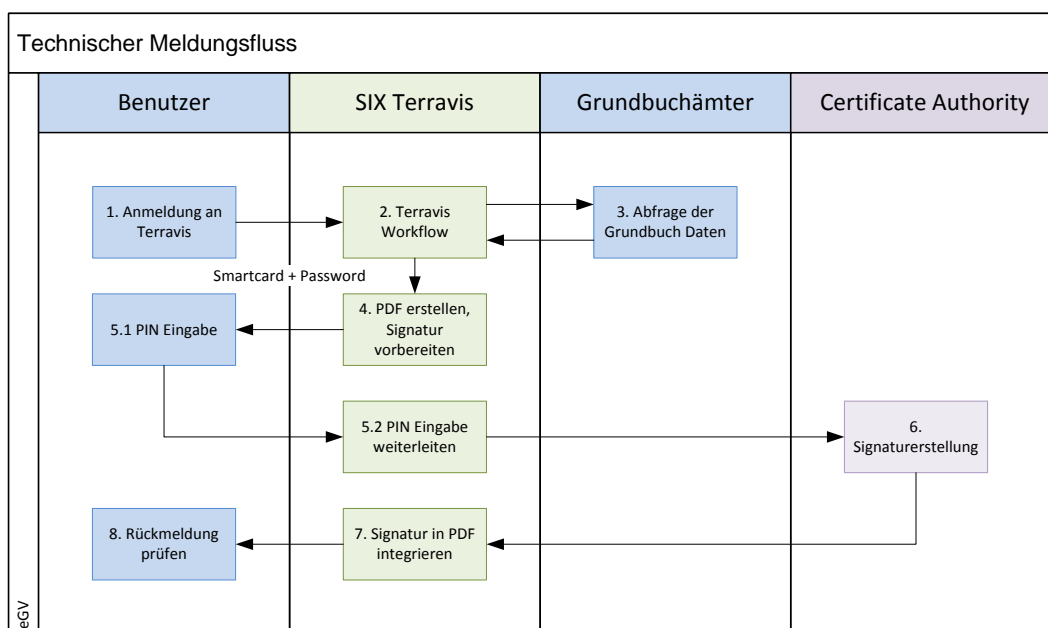 Technischer Meldungsfluss
Benutzer
SIX Terravis
Grundbuchämter
Certificate Authority
1. Anmeldung an
Terravis
2. Terravis
Workflow
3. Abfrage der
Grundbuch Daten
Smartcard + Password
4. PDF erstellen,
Signatur
vorbereiten
5.1 PIN Eingabe
5.2 PIN Eingabe
weiterleiten
6.
Signaturerstellung
7. Signatur in PDF
integrieren
8. Rückmeldung
prüfen
eGV